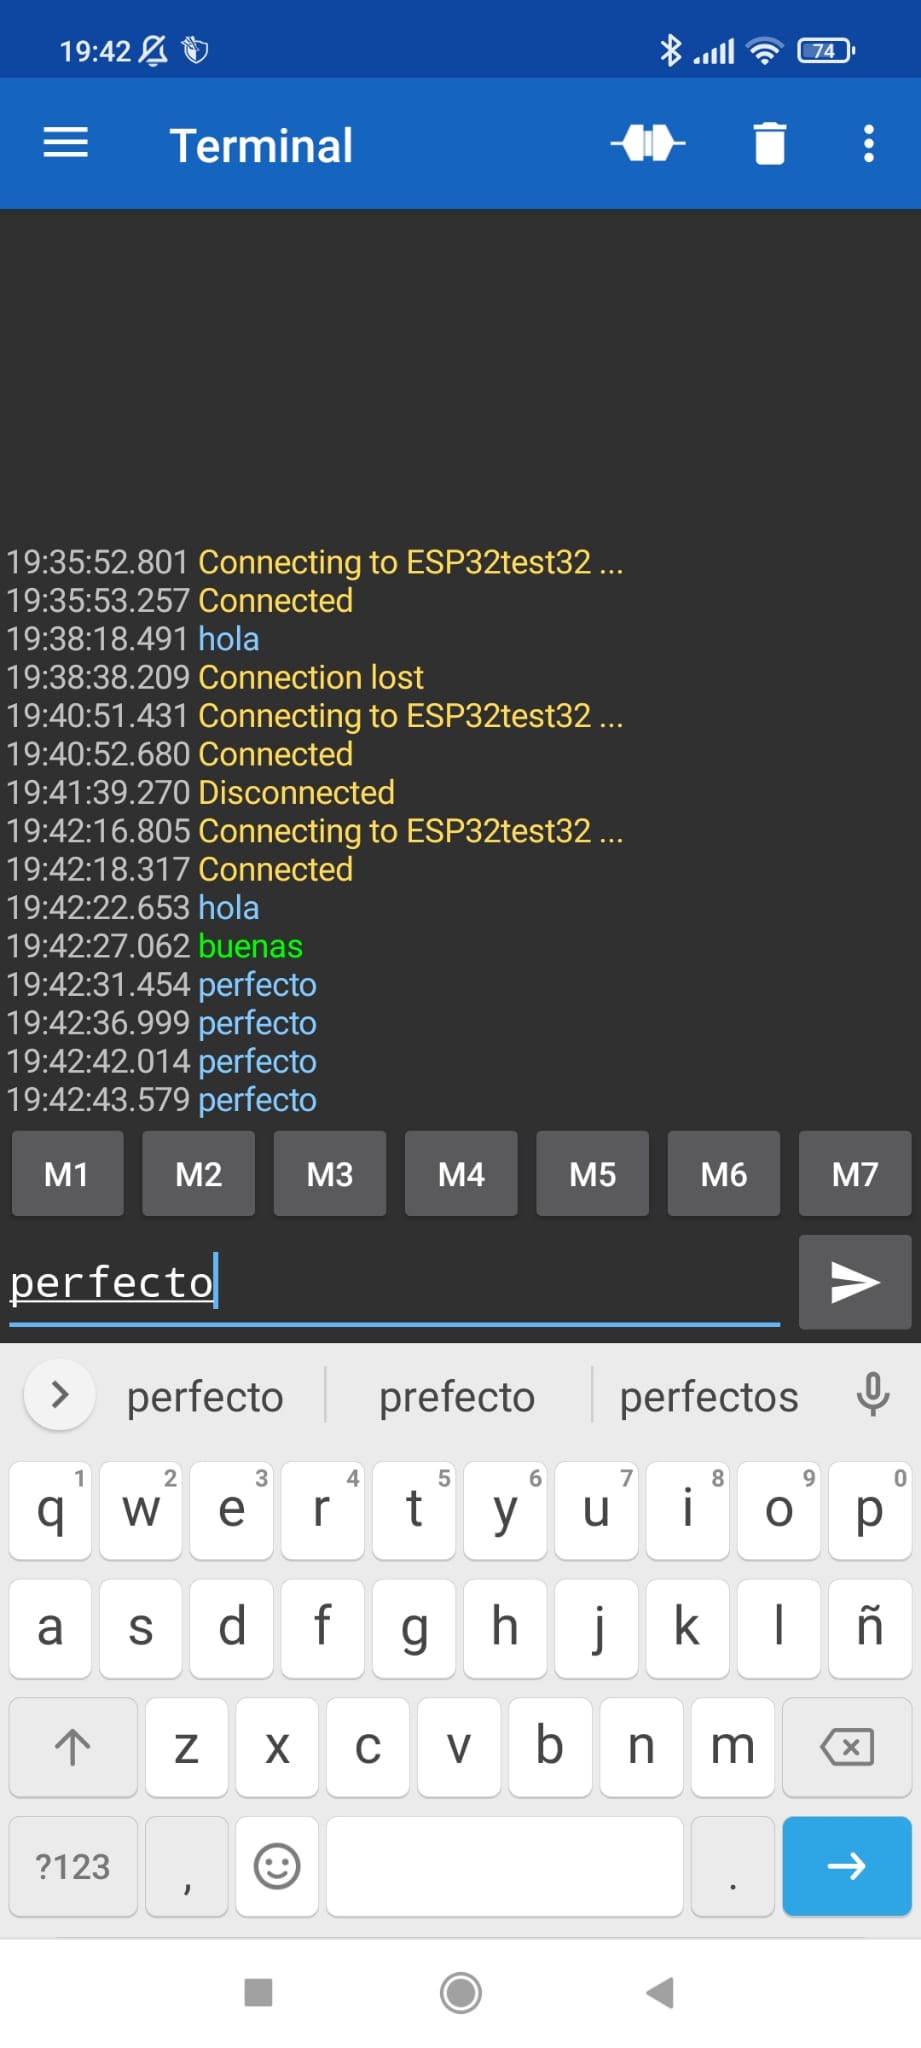 19:42 74
Terminal
19:35:52.801 Connecting to ESP32test32 ...
19:35:53.257 Connected
19:38:18.491 hola
19:38:38.209 Connection lost
19:40:51.431 Connecting to ESP32test32 ...
19:40:52.680 Connected
19:41:39.270 Disconnected
19:42:16.805 Connecting to ESP32test32 ...
19:42:18.317 Connected
19:42:22.653 hola
19:42:27.062 buenas
19:42:31.454 perfecto
19:42:36.999 perfecto
19:42:42.014 perfecto
19:42:43.579 perfecto
M1 M2 M3 M4 M5 M6 M7
perfecto
perfecto prefecto perfectos
1 2 3 4 5 6 7 8 9 0
q w e r t y u i o p
a s d f g h j k l ñ
z x c v b n m
?123 , .